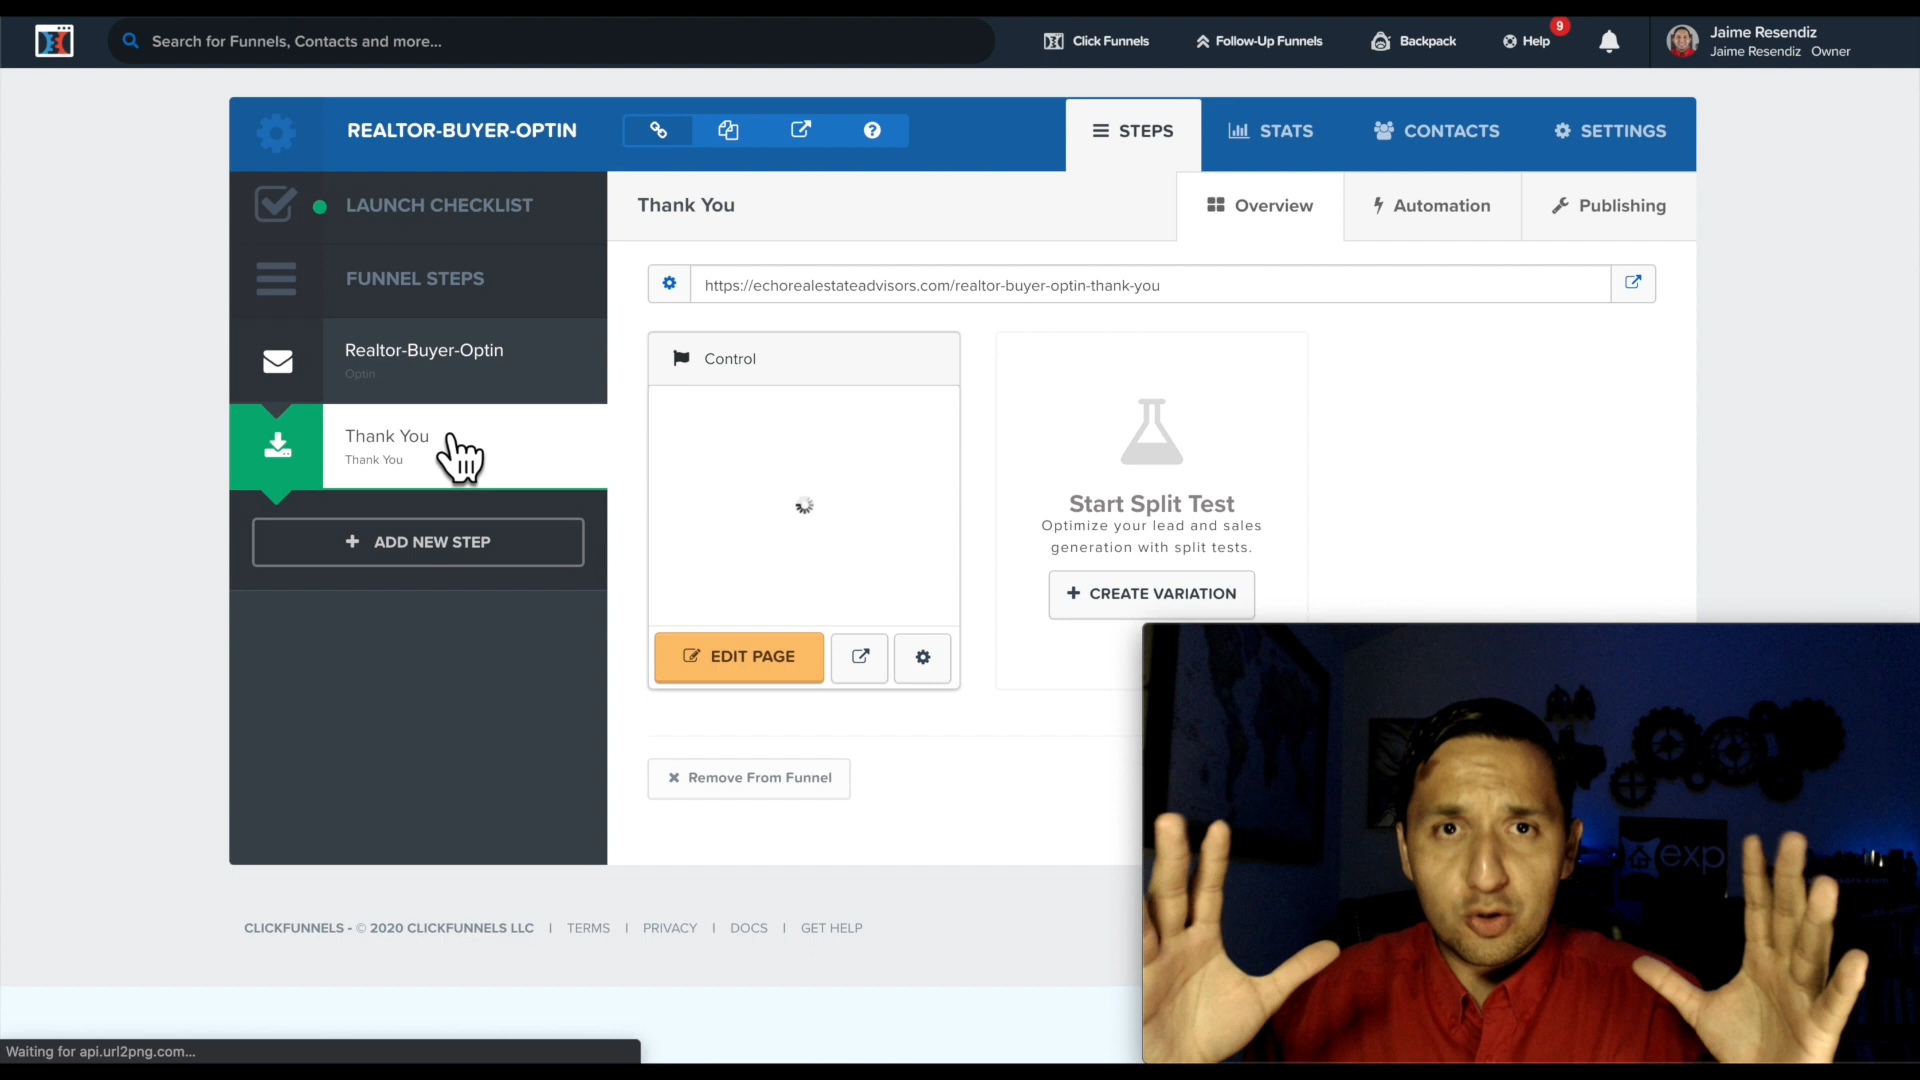 Search for Funnels, Contacts and more...
Click Funnels
Follow-Up Funnels
Backpack
Help
9
Jaime Resendiz
Jaime Resendiz Owner
REALTOR-BUYER-OPTIN
STEPS
STATS
CONTACTS
SETTINGS
LAUNCH CHECKLIST
Thank You
Overview
Automation
Publishing
FUNNEL STEPS
https://echorealestateadvisors.com/realtor-buyer-optin-thank-you
Realtor-Buyer-Optin
Optin
Control
Thank You
Thank You
Start Split Test
Optimize your lead and sales
generation with split tests.
+ ADD NEW STEP
+ CREATE VARIATION
EDIT PAGE
Remove From Funnel
exp
CLICKFUNNELS - © 2020 CLICKFUNNELS LLC | TERMS | PRIVACY | DOCS | GET HELP
Waiting for api.url2png.com...